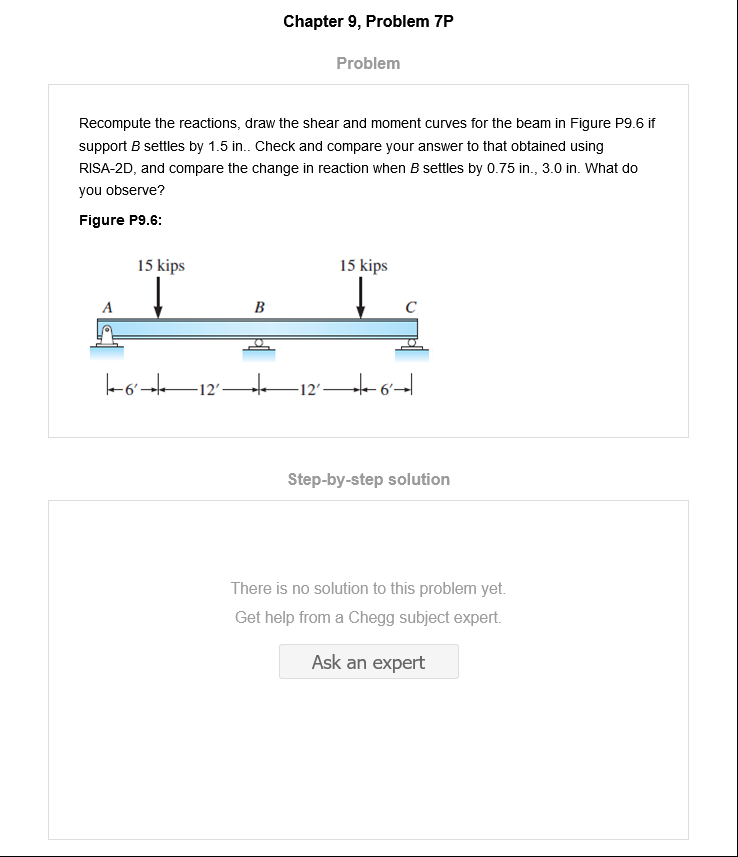 Chapter 9, Problem 7P
Problem
Recompute the reactions, draw the shear and moment curves for the beam in Figure P9.6 if
support B settles by 1.5 in.. Check and compare your answer to that obtained using
RISA-2D, and compare the change in reaction when B settles by 0.75 in., 3.0 in. What do
you observe?
Figure P9.6:
15 kips 15 kips
A B C
6′ 12′ 12′ 6′
Step-by-step solution
There is no solution to this problem yet.
Get help from a Chegg subject expert.
Ask an expert